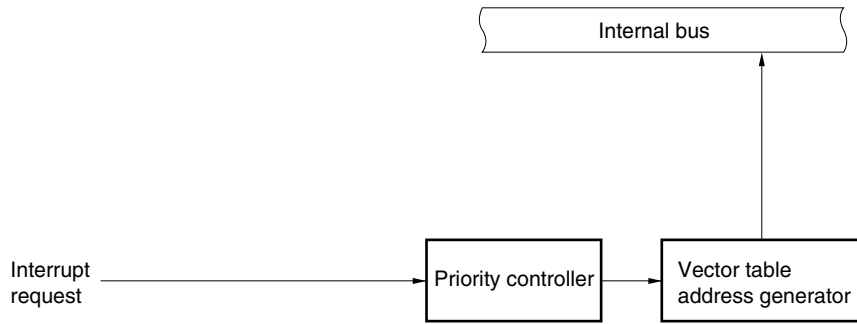 Internal bus
Interrupt
request
Priority controller
Vector table
address generator